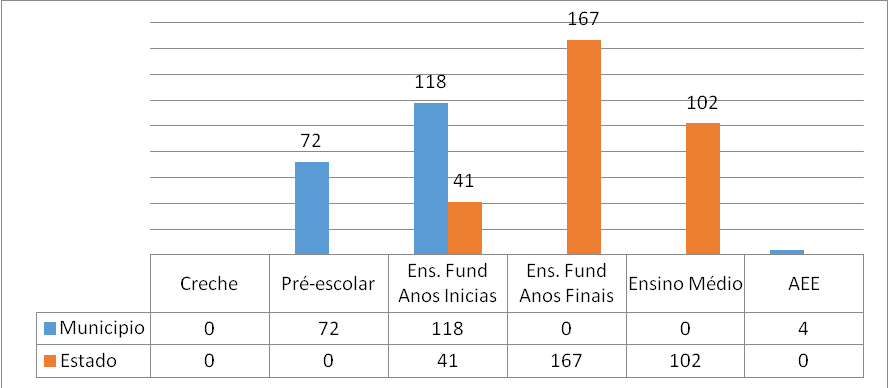 167
118
102
72
41
Creche Pré-escolar Ens. Fund Anos Inicias Ens. Fund Anos Finais Ensino Médio AEE
Municipio 0 72 118 0 0 4
Estado 0 0 41 167 102 0